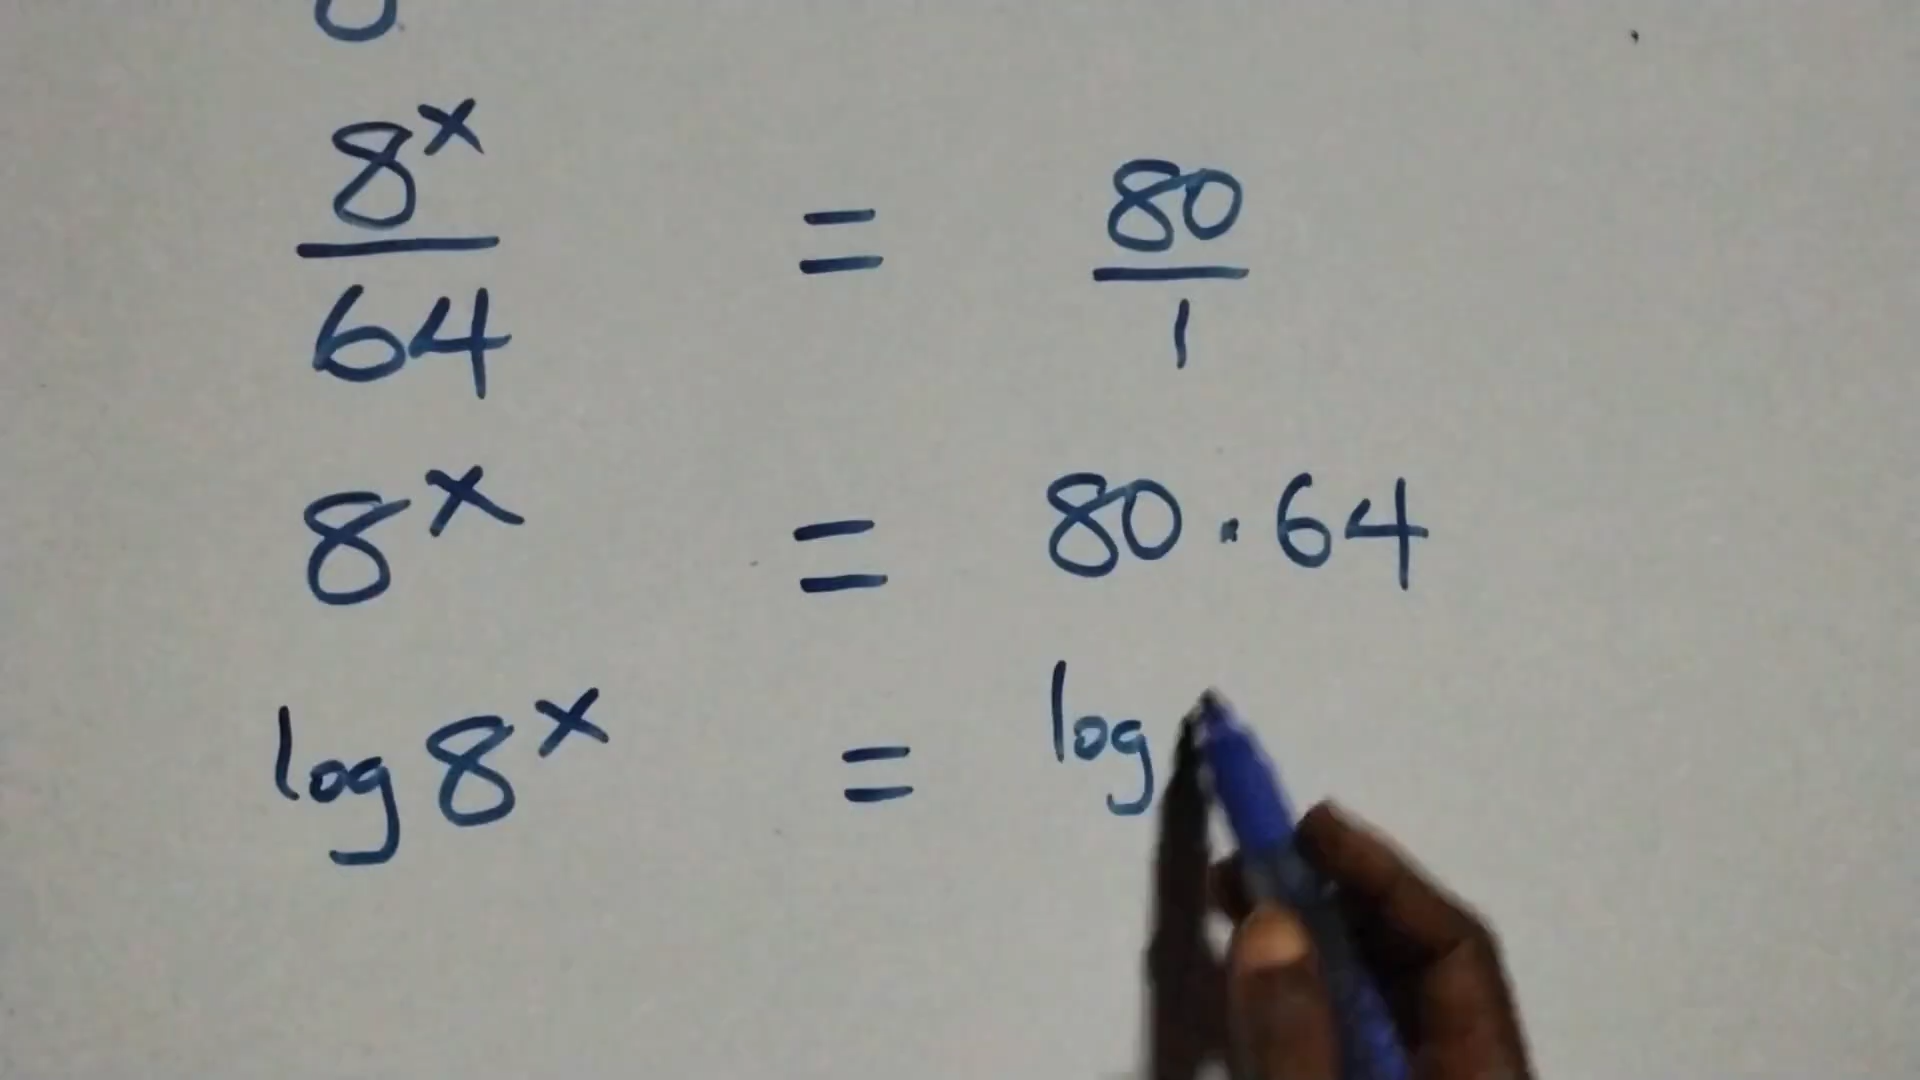 8^x = 80
64 1
8^x = 80 · 64
log 8^x = log